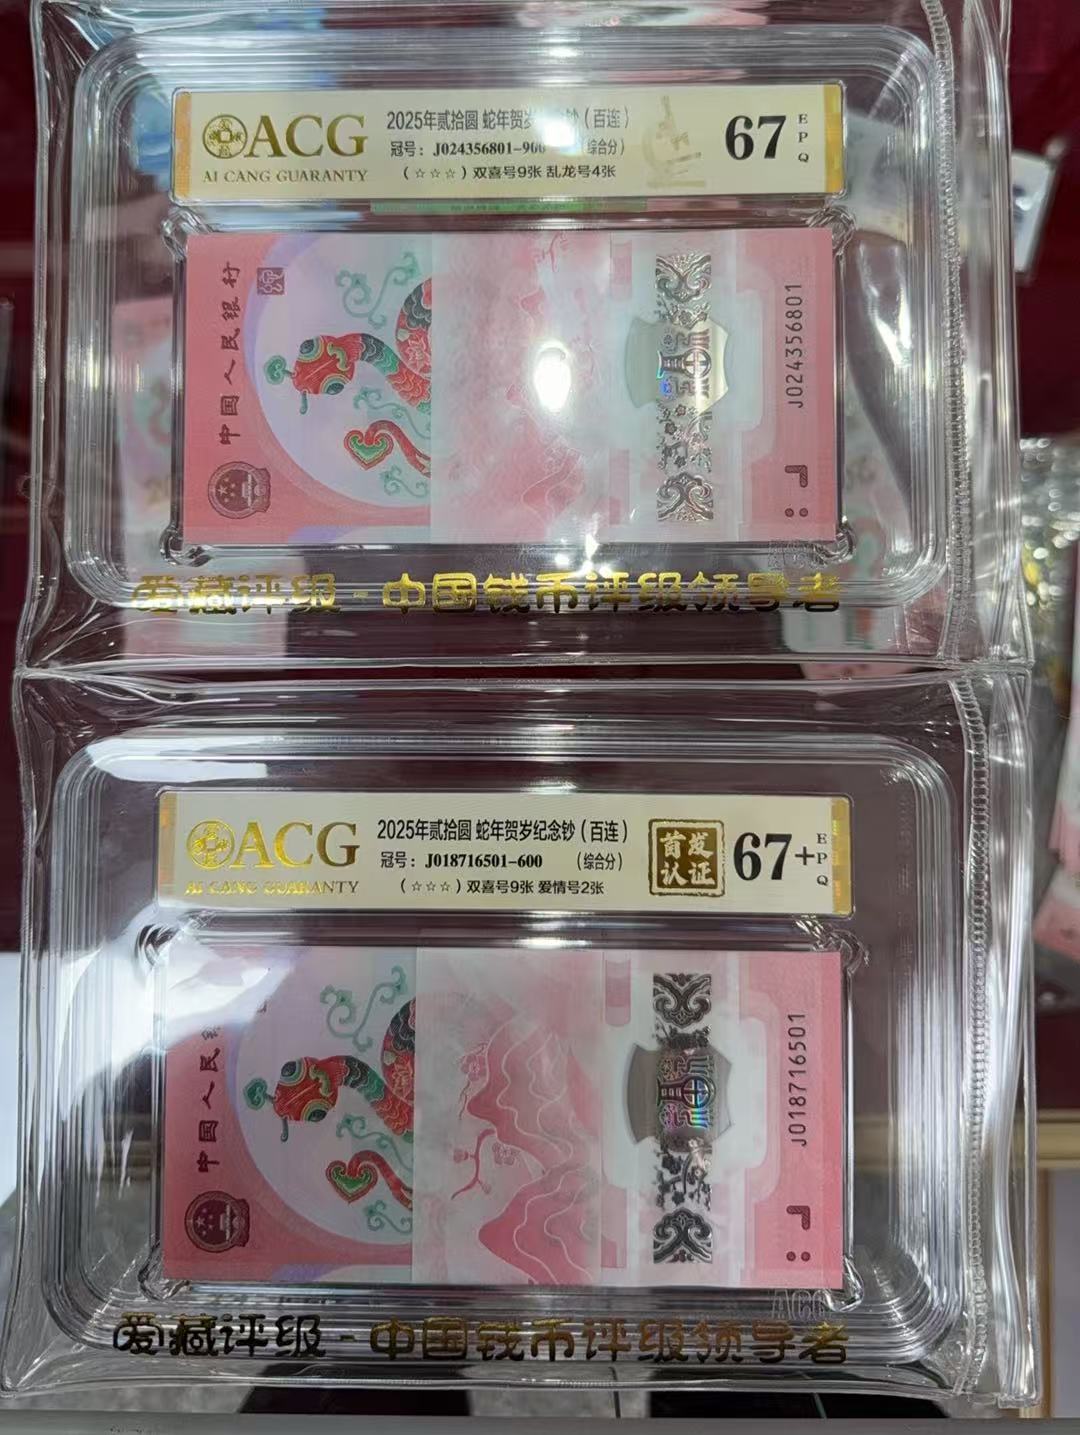 ACG
AI CANG GUARANTY
2025年贰拾圆 蛇年贺岁纪念钞（百连）
冠号：J024356801-900 （综合分）
（☆☆☆）双喜号9张 乱龙号4张
67
EPQ
中国人民银行
J024356801
爱藏评级-中国钱币评级领导者
ACG
AI CANG GUARANTY
2025年贰拾圆 蛇年贺岁纪念钞（百连）
冠号：J018716501-600 （综合分）
（☆☆☆）双喜号9张 爱情号2张
首发
认证
67+
EPQ
中国人民
J018716501
ACG
爱藏评级-中国钱币评级领导者